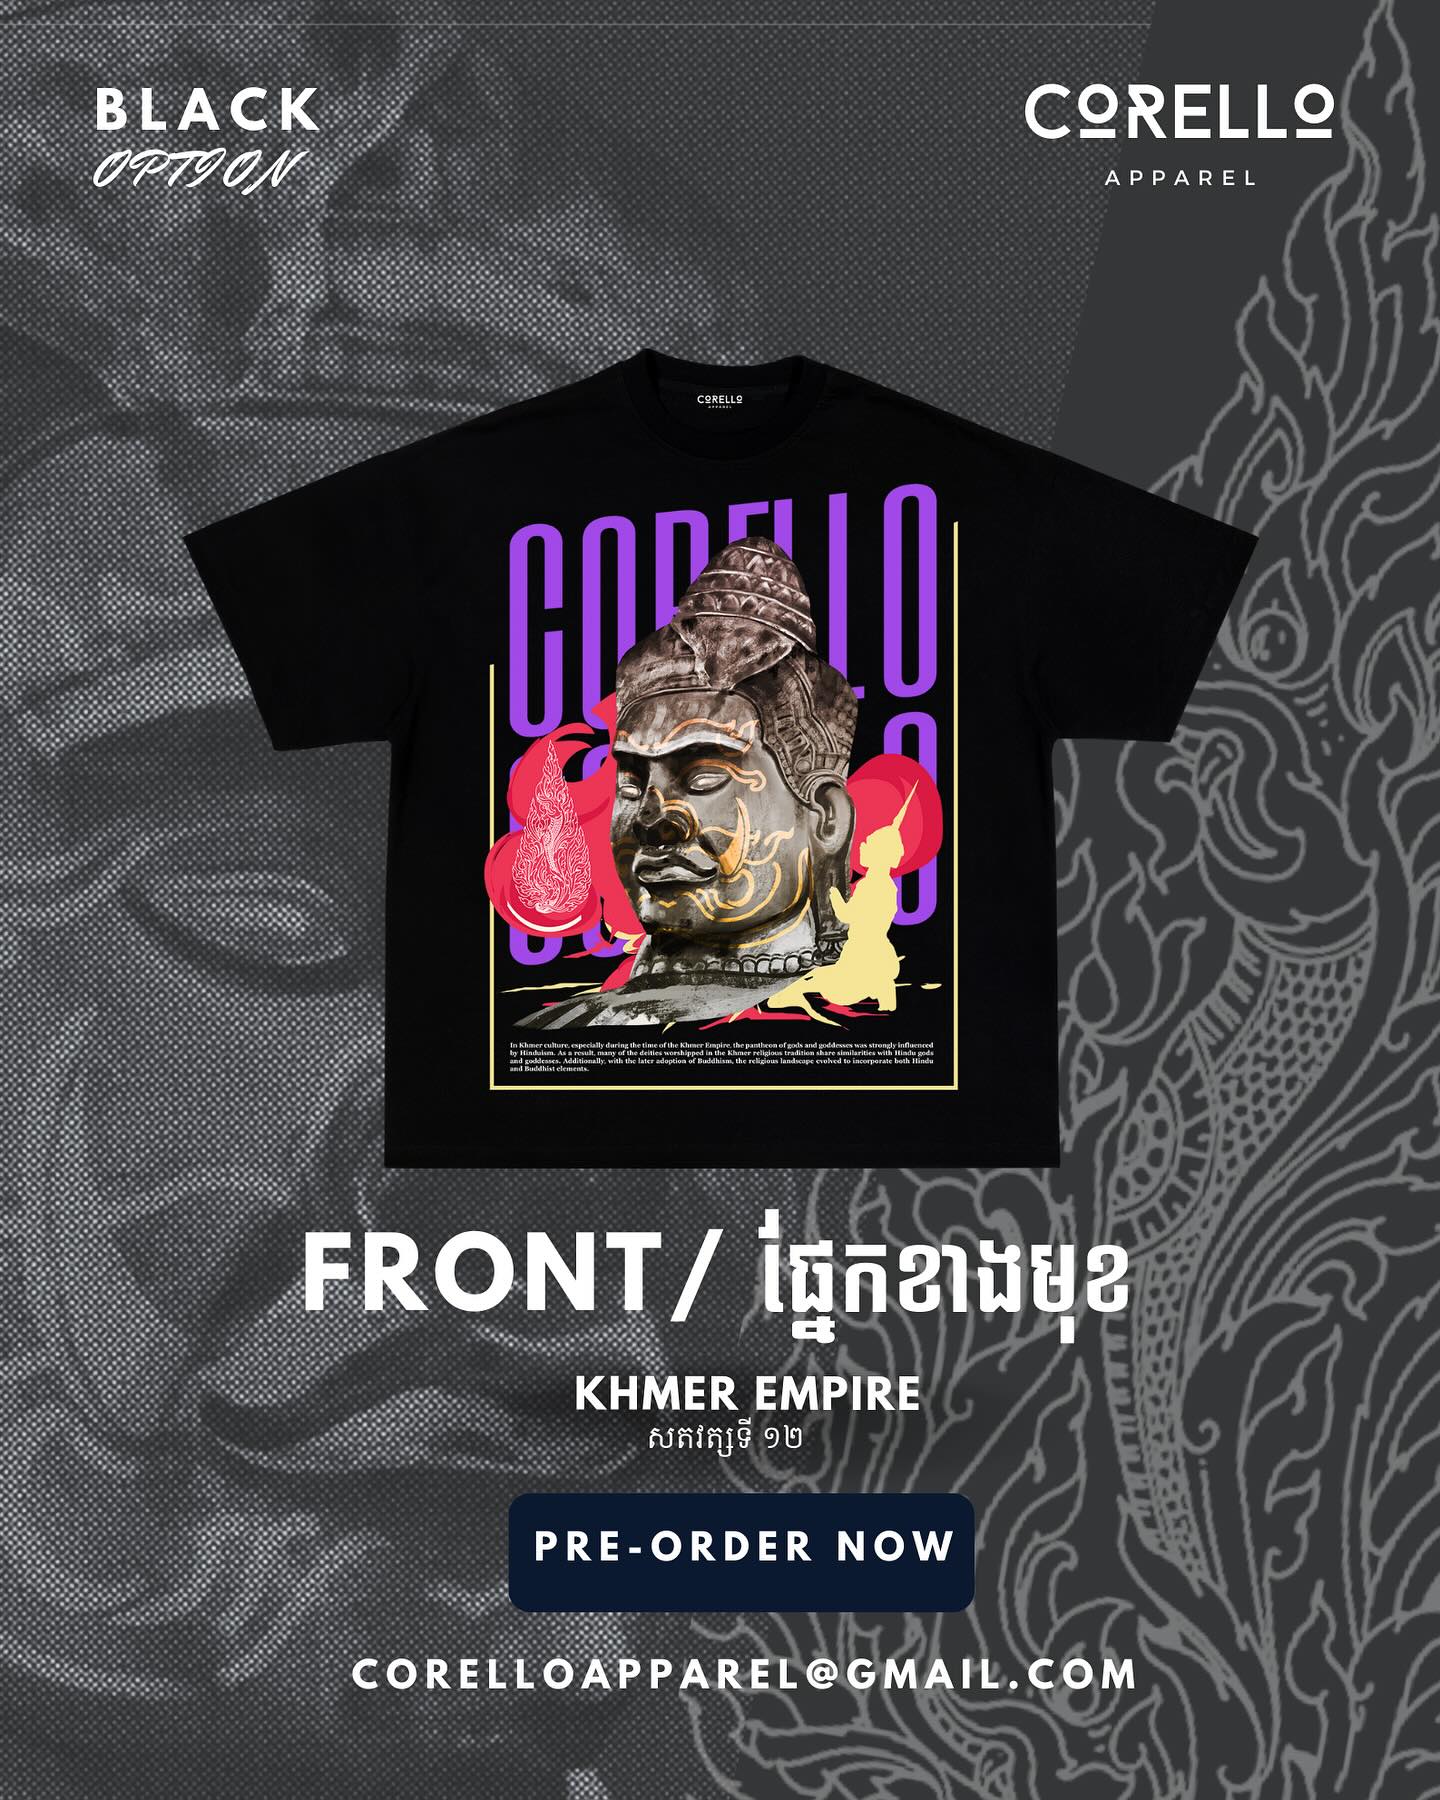 BLACK
OPTION
CORELLO
APPAREL
CORELLO
APPAREL
CORELLO
In Khmer culture, especially during the time of the Khmer Empire, the pantheon of gods and goddesses was strongly influenced
by Hinduism. As a result, many of the deities worshipped in the Khmer religious tradition share similarities with Hindu gods
and goddesses. Additionally, with the later adoption of Buddhism, the religious landscape evolved to incorporate both Hindu
and Buddhist elements.
FRONT/ ផ្នែកខាងមុខ
KHMER EMPIRE
សតវត្សទី ១២
PRE-ORDER NOW
CORELLOAPPAREL@GMAIL.COM